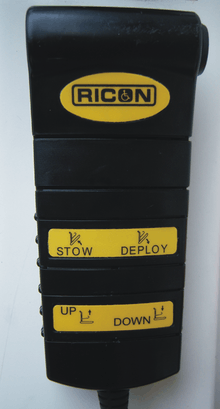 RICON
STOW DEPLOY
UP DOWN